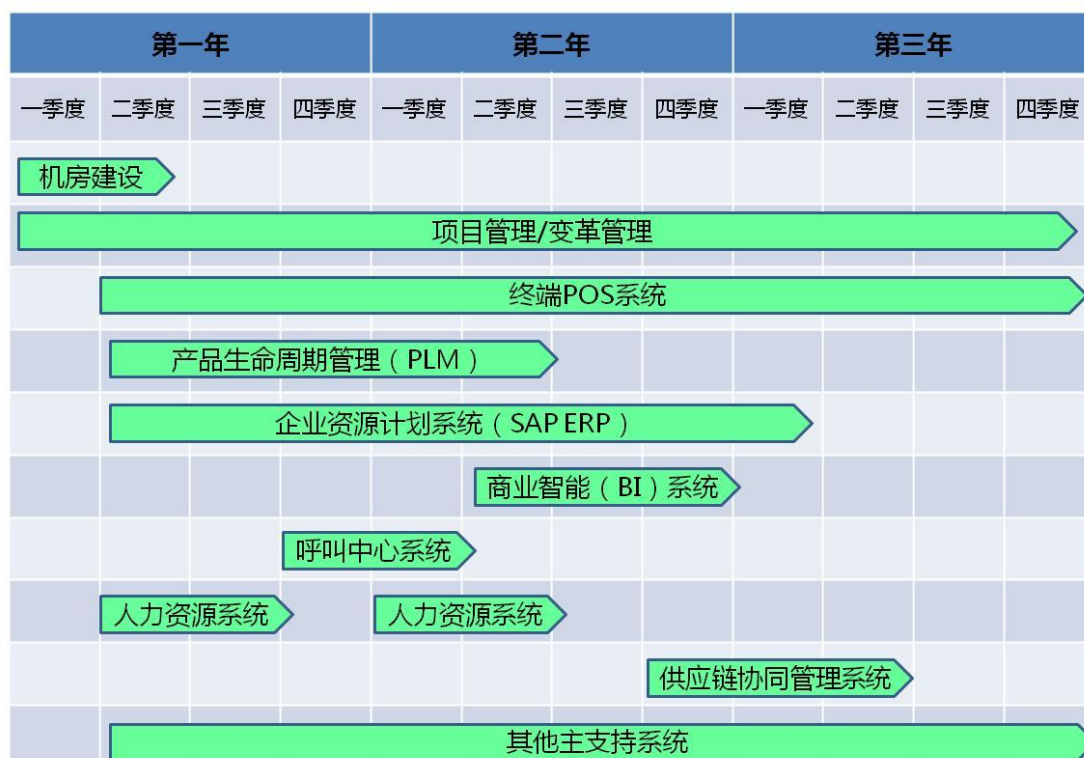 第一年 第二年 第三年
一季度 二季度 三季度 四季度 一季度 二季度 三季度 四季度 一季度 二季度 三季度 四季度
机房建设
项目管理/变革管理
终端POS系统
产品生命周期管理（PLM）
企业资源计划系统（SAP ERP）
商业智能（BI）系统
呼叫中心系统
人力资源系统 人力资源系统
供应链协同管理系统
其他主支持系统